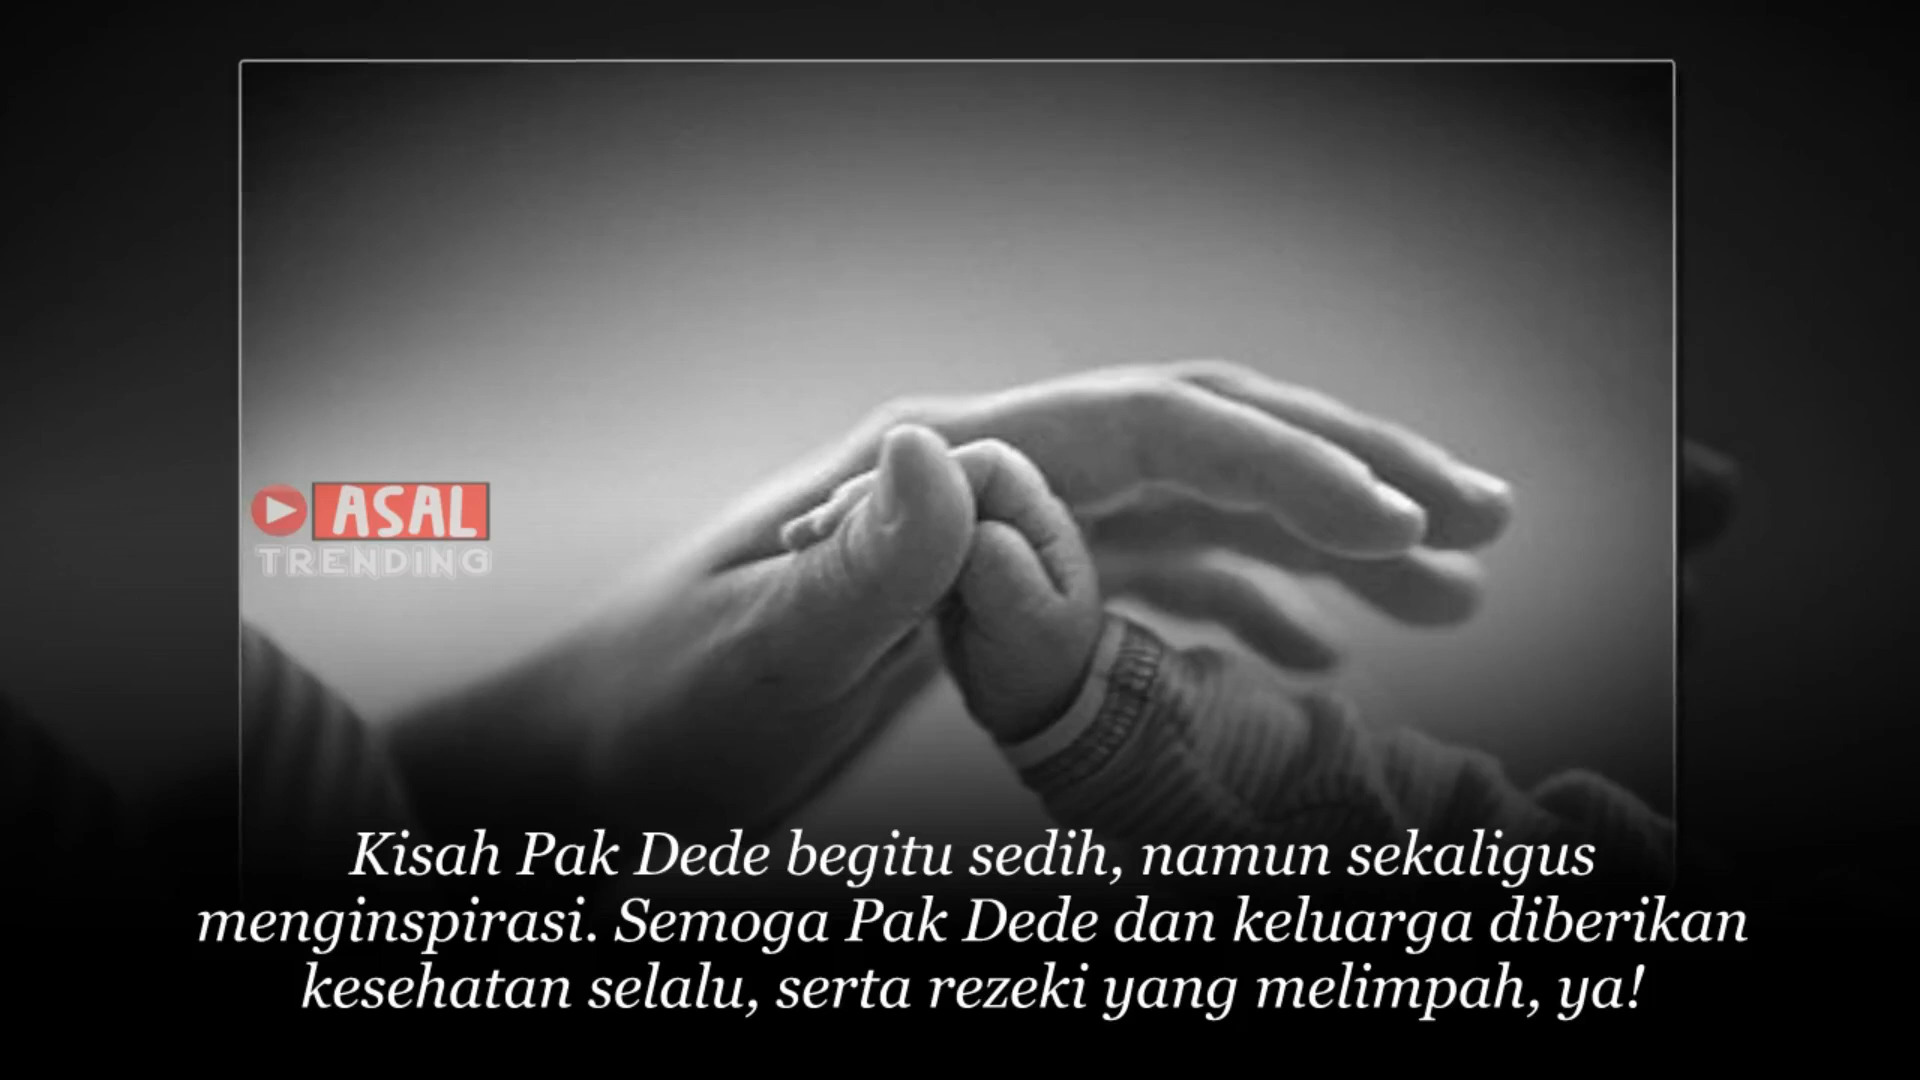 ASAL
TRENDING
Kisah Pak Dede begitu sedih, namun sekaligus
menginspirasi. Semoga Pak Dede dan keluarga diberikan
kesehatan selalu, serta rezeki yang melimpah, ya!